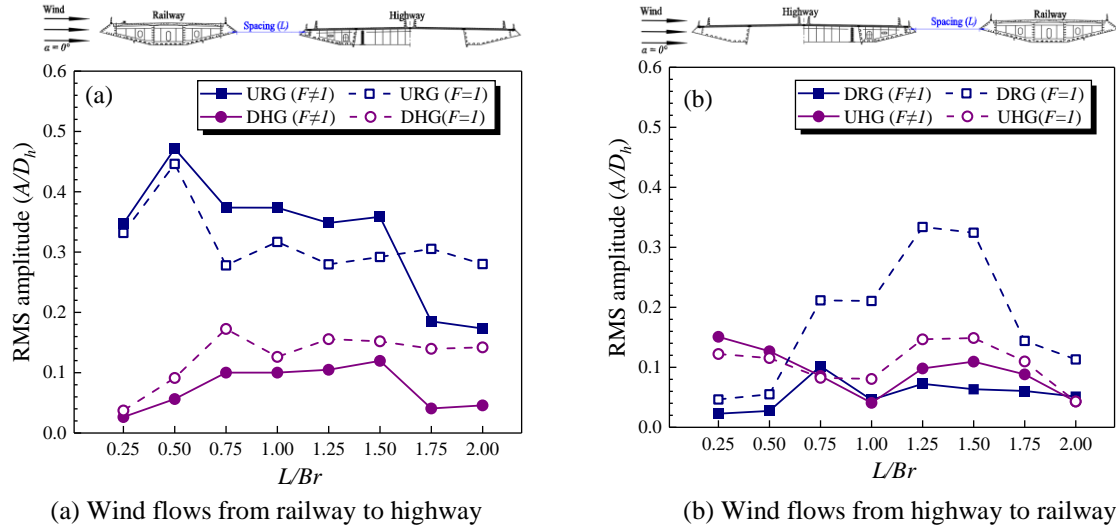 Wind
Railway
Spacing (L)
Highway
α = 0°
Wind
Highway
Spacing (L)
Railway
α = 0°
(a)
URG (F≠1)
URG (F=1)
DHG (F≠1)
DHG(F=1)
RMS amplitude (A/D_h)
0.6
0.5
0.4
0.3
0.2
0.1
0.0
0.25 0.50 0.75 1.00 1.25 1.50 1.75 2.00
L/Br
(b)
DRG (F≠1)
DRG (F=1)
UHG (F≠1)
UHG(F=1)
RMS amplitude (A/D_h)
0.6
0.5
0.4
0.3
0.2
0.1
0.0
0.25 0.50 0.75 1.00 1.25 1.50 1.75 2.00
L/Br
(a) Wind flows from railway to highway
(b) Wind flows from highway to railway